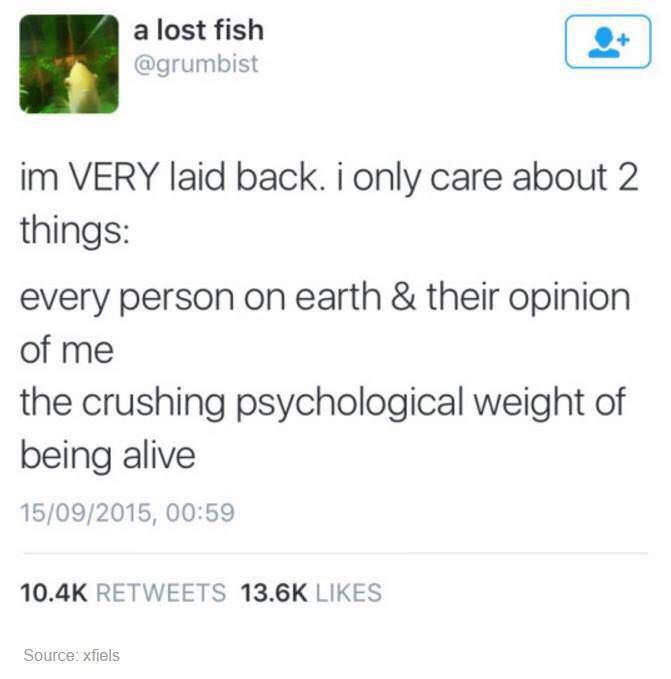 a lost fish
@grumbist
im VERY laid back. i only care about 2
things:
every person on earth & their opinion
of me
the crushing psychological weight of
being alive
15/09/2015, 00:59
10.4K RETWEETS 13.6K LIKES
Source: xfiels